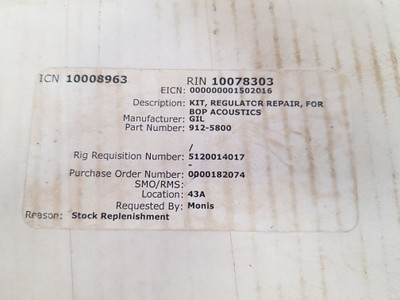 ICN 10008963 RIN 10078303
EICN: 000000001502016
Description: KIT, REGULATOR REPAIR, FOR
BOP ACOUSTICS
Manufacturer: GIL
Part Number: 912-5800
/
Rig Requisition Number: 5120014017
-
Purchase Order Number: 0000182074
SMO/RMS:
Location: 43A
Requested By: Monis
Reason: Stock Replenishment